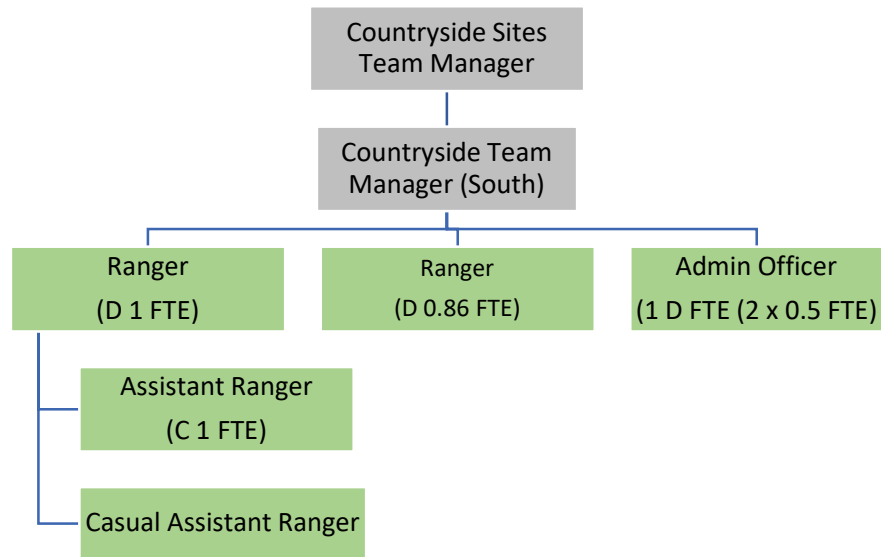 Countryside Sites
Team Manager
Countryside Team
Manager (South)
Ranger
(D 1 FTE)
Ranger
(D 0.86 FTE)
Admin Officer
(1 D FTE (2 x 0.5 FTE)
Assistant Ranger
(C 1 FTE)
Casual Assistant Ranger